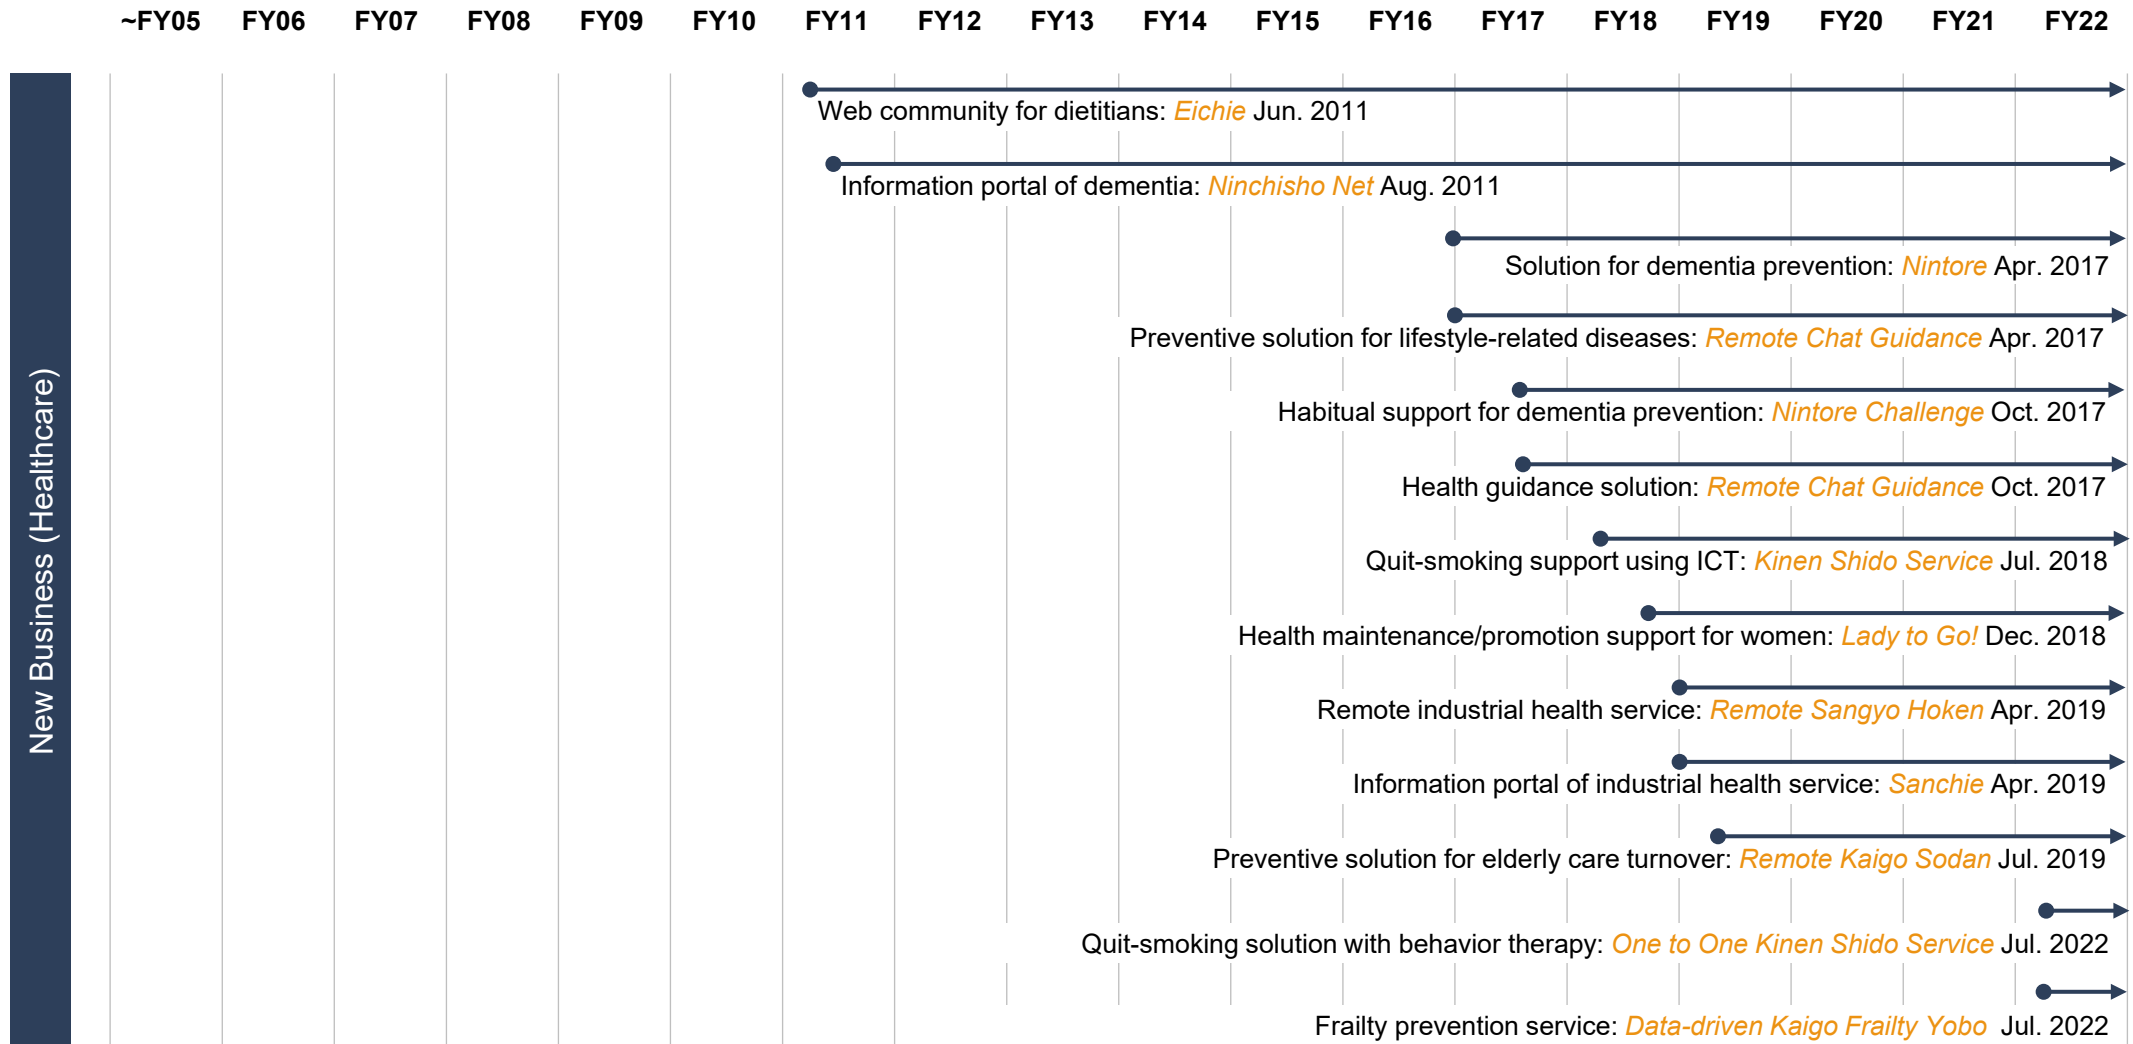 ~FY05 FY06 FY07 FY08 FY09 FY10 FY11 FY12 FY13 FY14 FY15 FY16 FY17 FY18 FY19 FY20 FY21 FY22
New Business (Healthcare)
Web community for dietitians: Eichie Jun. 2011
Information portal of dementia: Ninchisho Net Aug. 2011
Solution for dementia prevention: Nintore Apr. 2017
Preventive solution for lifestyle-related diseases: Remote Chat Guidance Apr. 2017
Habitual support for dementia prevention: Nintore Challenge Oct. 2017
Health guidance solution: Remote Chat Guidance Oct. 2017
Quit-smoking support using ICT: Kinen Shido Service Jul. 2018
Health maintenance/promotion support for women: Lady to Go! Dec. 2018
Remote industrial health service: Remote Sangyo Hoken Apr. 2019
Information portal of industrial health service: Sanchie Apr. 2019
Preventive solution for elderly care turnover: Remote Kaigo Sodan Jul. 2019
Quit-smoking solution with behavior therapy: One to One Kinen Shido Service Jul. 2022
Frailty prevention service: Data-driven Kaigo Frailty Yobo Jul. 2022